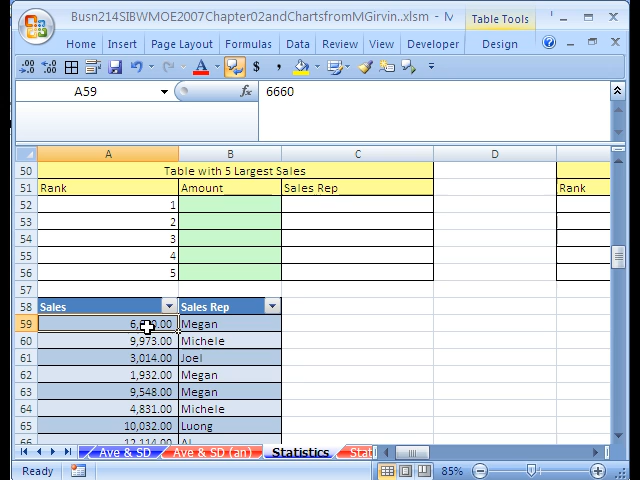 Busn214SIBWMOE2007Chapter02andChartsfromMGirvin..xlsm - M
Table Tools
Home Insert Page Layout Formulas Data Review View Developer Design
A59 fx 6660
A B C D
50 Table with 5 Largest Sales
51 Rank Amount Sales Rep Rank
52 1
53 2
54 3
55 4
56 5
57
58 Sales Sales Rep
59 Megan
60 9,973.00 Michele
61 3,014.00 Joel
62 1,932.00 Megan
63 9,548.00 Megan
64 4,831.00 Michele
65 10,032.00 Luong
66 12,114.00
Ave & SD Ave & SD (an) Statistics
Ready 85%